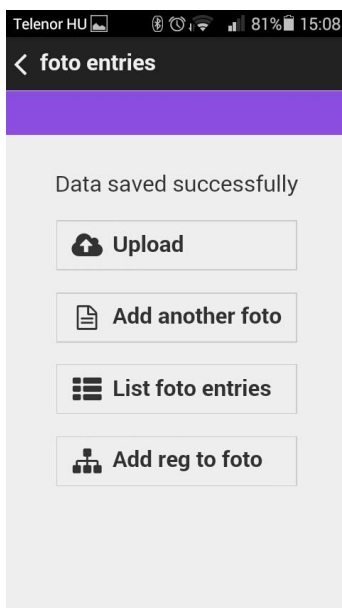 Telenor HU 81% 15:08
foto entries
Data saved successfully
Upload
Add another foto
List foto entries
Add reg to foto